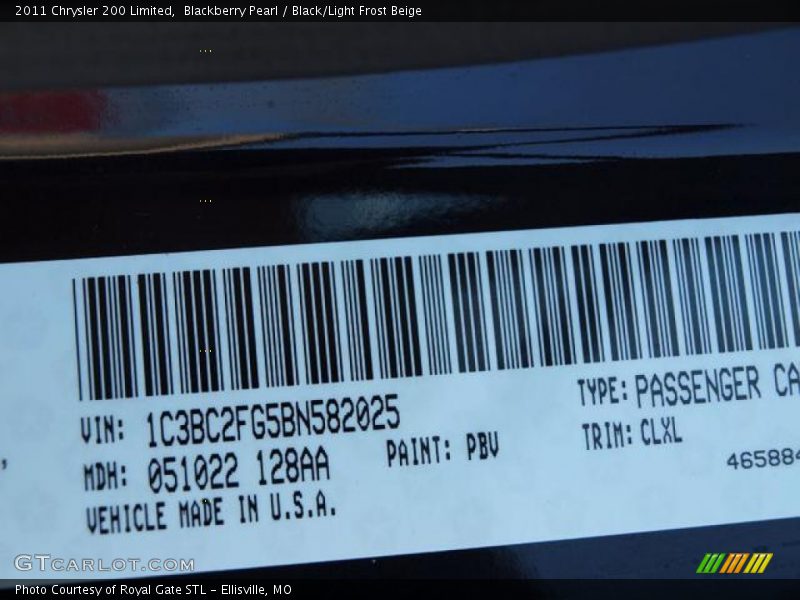 2011 Chrysler 200 Limited,  Blackberry Pearl / Black/Light Frost Beige
VIN: 1C3BC2FG5BN582025
TYPE: PASSENGER CA
MDH: 051022 128AA
PAINT: PBV
TRIM: CLXL
VEHICLE MADE IN U.S.A.
465884
GTCARLOT.COM
Photo Courtesy of Royal Gate STL - Ellisville, MO